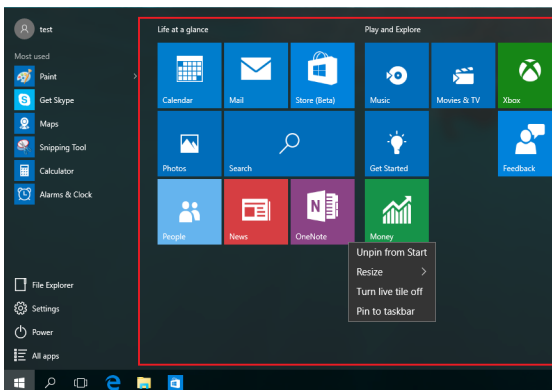 test
Most used
Paint
Get Skype
Maps
Snipping Tool
Calculator
Alarms & Clock
File Explorer
Settings
Power
All apps
Life at a glance
Calendar
Mail
Store (Beta)
Photos
Search
People
News
OneNote
Play and Explore
Music
Movies & TV
Xbox
Get Started
Feedback
Money
Unpin from Start
Resize
Turn live tile off
Pin to taskbar